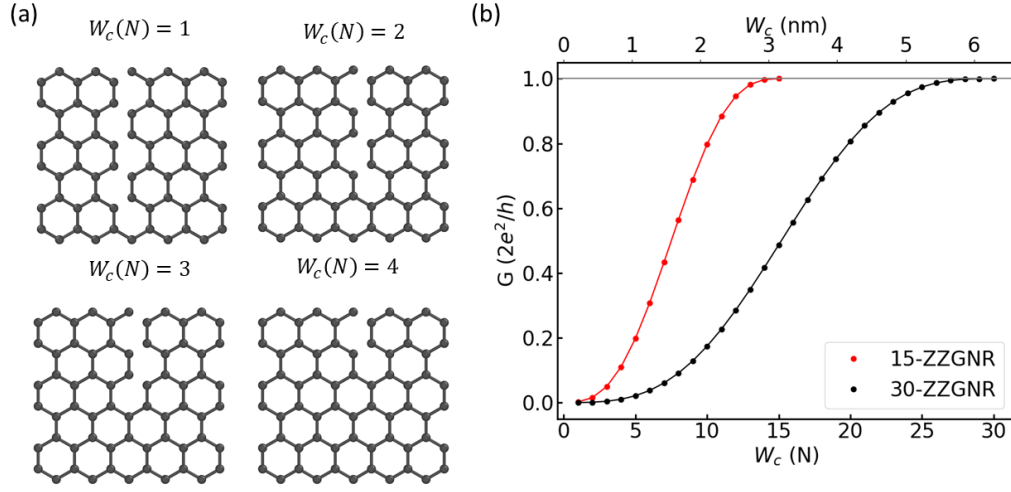 (a)
W_c(N) = 1
W_c(N) = 2
W_c(N) = 3
W_c(N) = 4
(b)
W_c (nm)
0 1 2 3 4 5 6
G (2e²/h)
1.0
0.8
0.6
0.4
0.2
0.0
15-ZZGNR
30-ZZGNR
0 5 10 15 20 25 30
W_c (N)